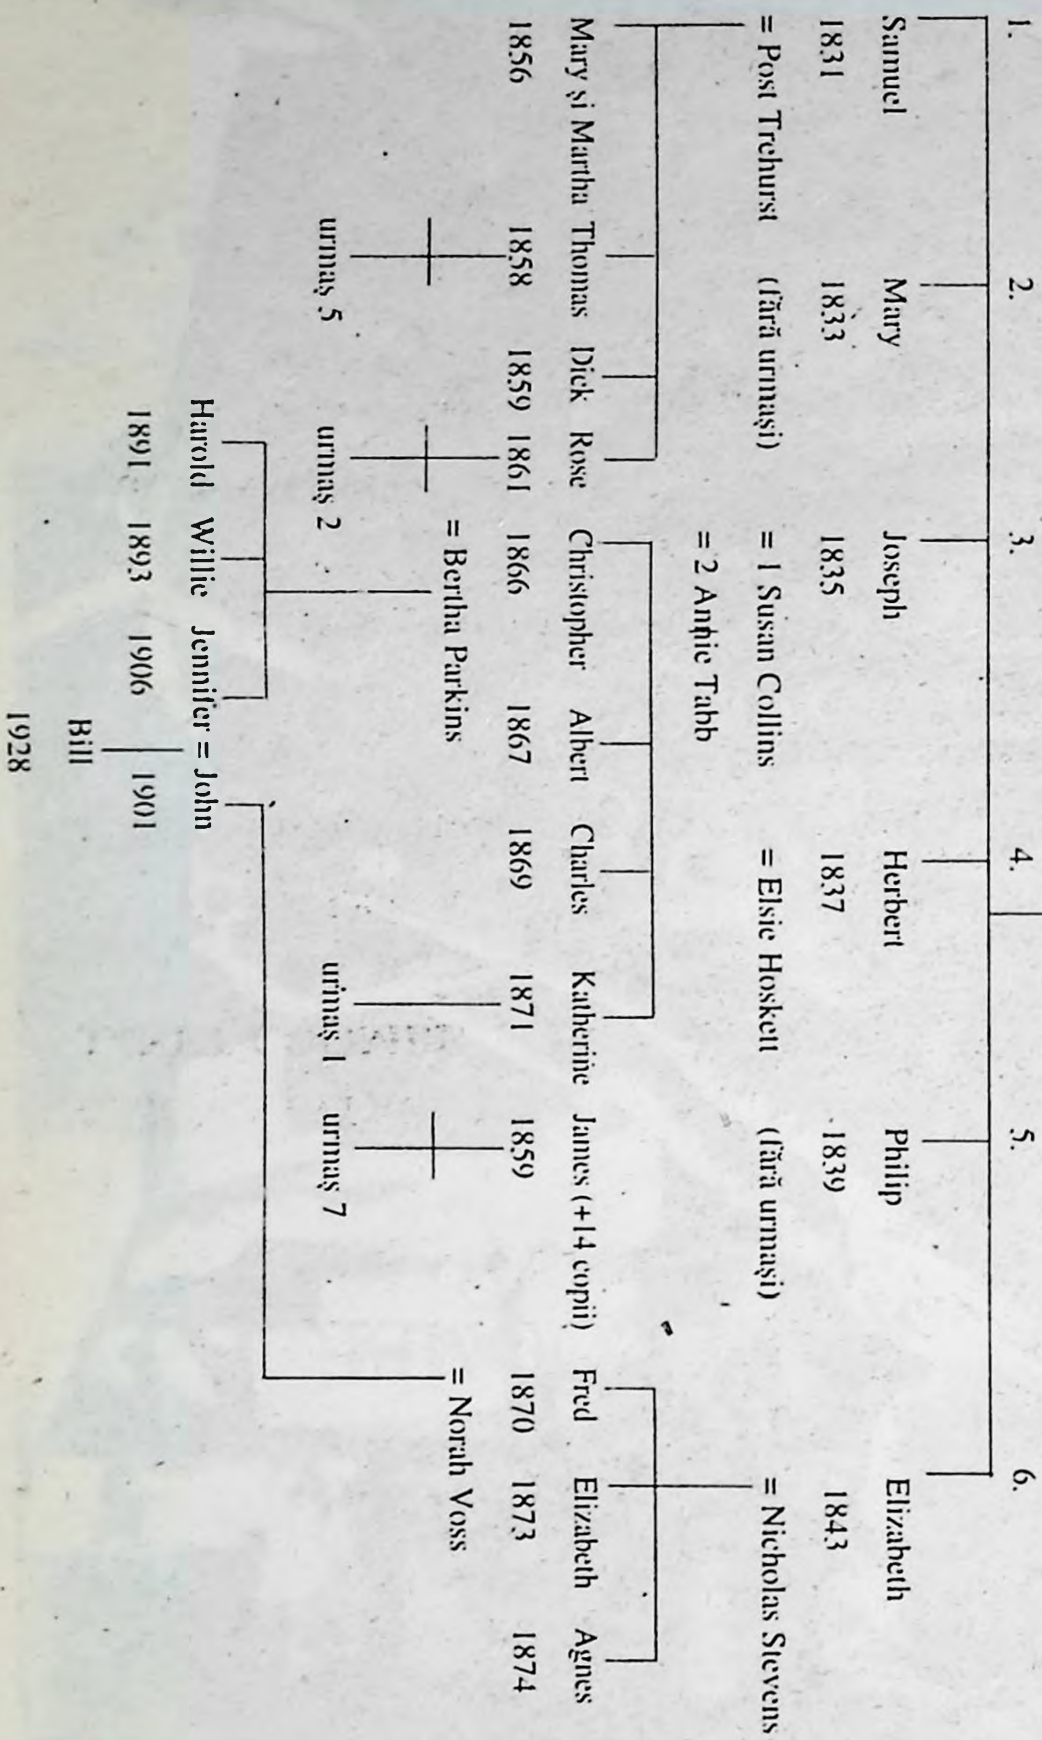 1. 2. 3. 4. 5. 6.
Samuel Mary Joseph Herbert Philip Elizabeth
1831 1833 1835 1837 1839 1843
= Post Trehurst (fără urmași) = 1 Susan Collins = Elsie Hoskett (fără urmași) = Nicholas Stevens
= 2 Annie Tabb
Mary și Martha Thomas Dick Rose Christopher Albert Charles Katherine James (+14 copii) Fred Elizabeth Agnes
1856 1858 1859 1861 1866 1867 1869 1871 1859 1870 1873 1874
= Bertha Parkins = Norah Voss
urmaș 5 urmaș 2 urmaș 1 urmaș 7
Harold Willie Jennifer = John
1891 1893 1906 1901
Bill
1928